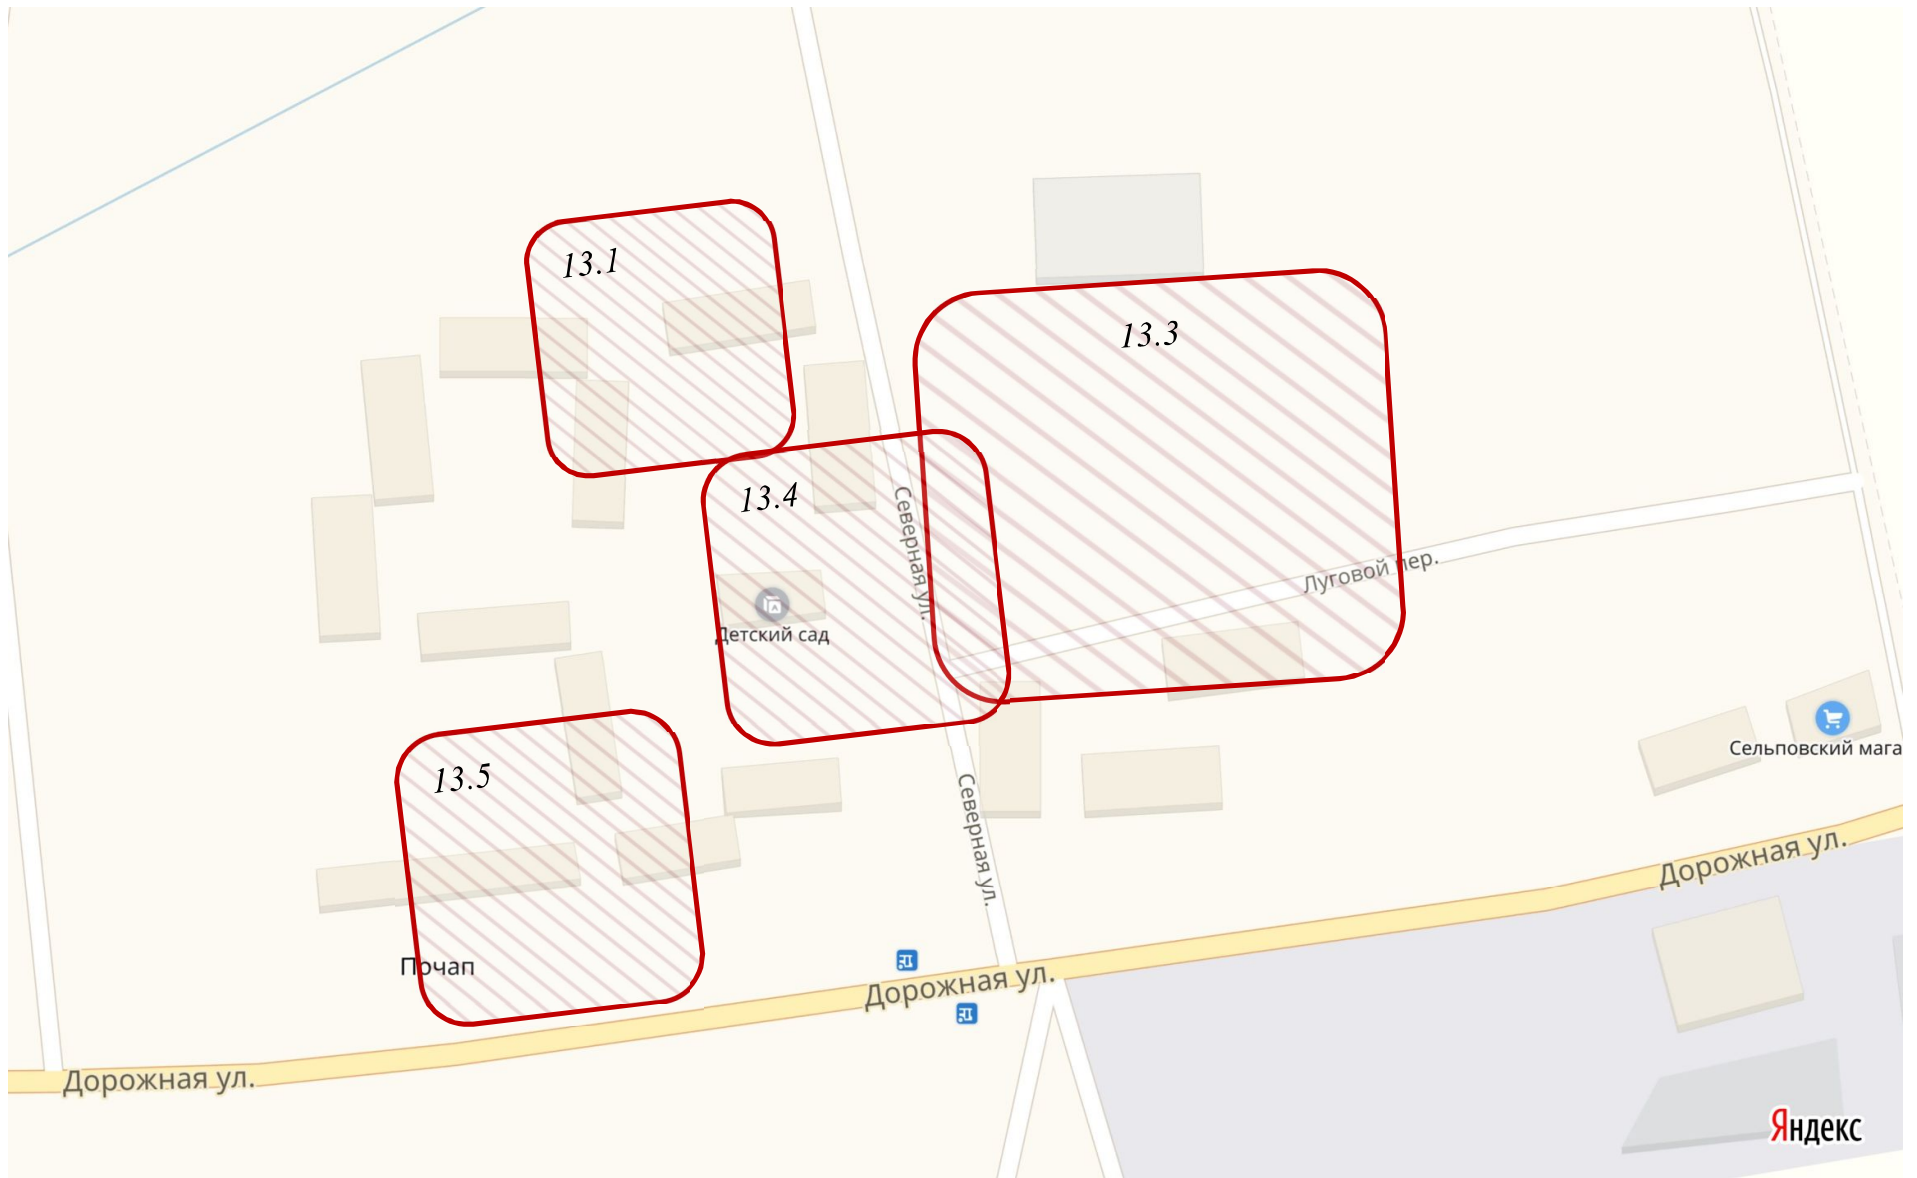 13.1
13.3
13.4
Северная ул.
Луговой пер.
Детский сад
13.5
Сельповский мага
Северная ул.
Дорожная ул.
Почап
Дорожная ул.
Дорожная ул.
Яндекс